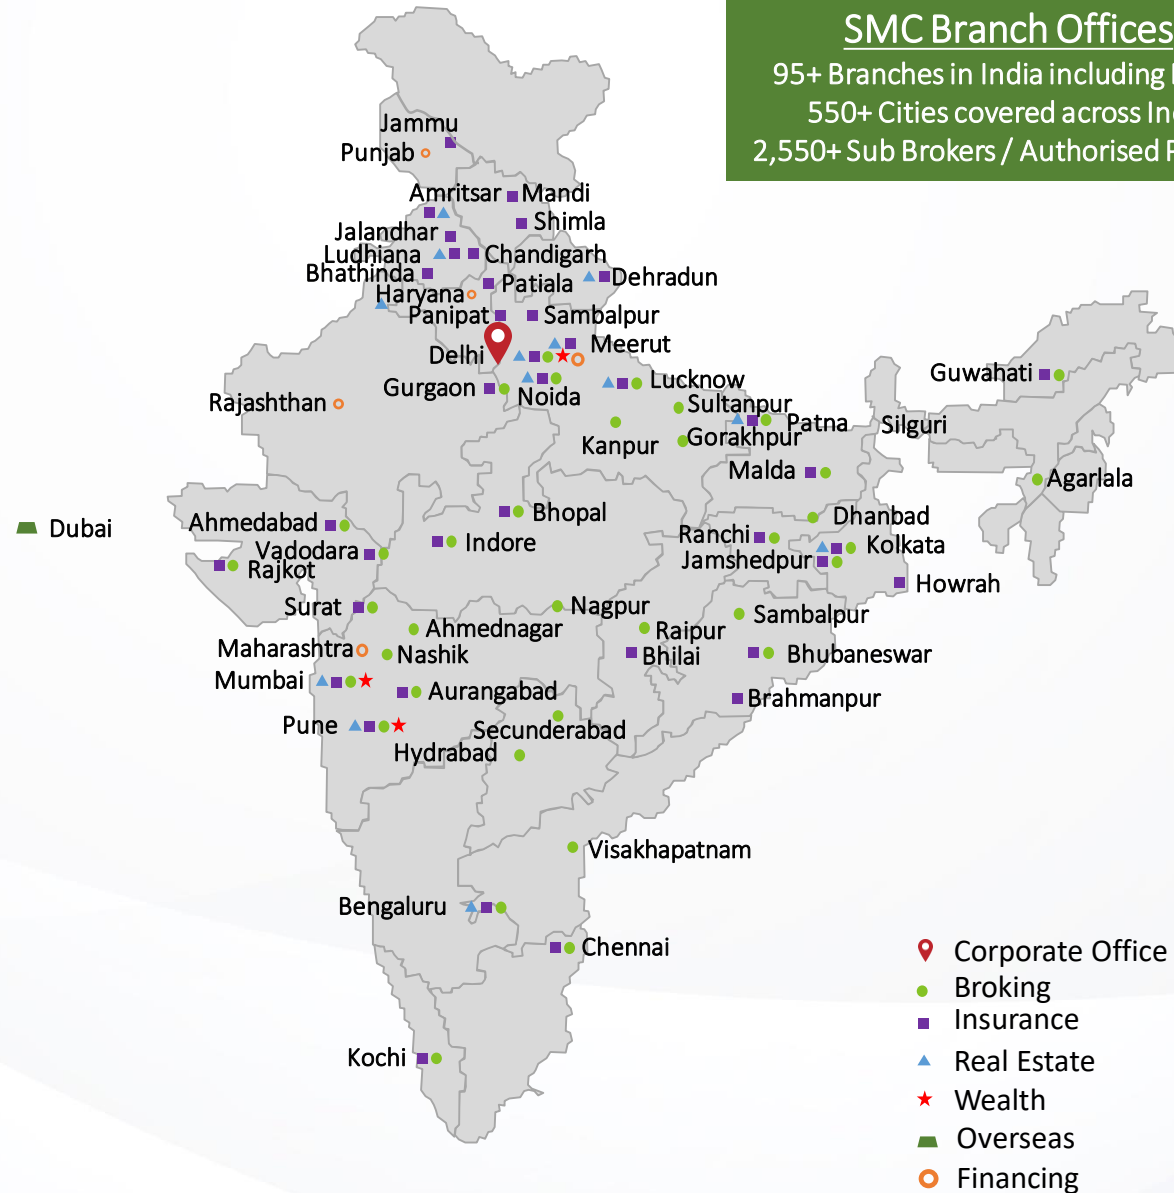 SMC Branch Offices
95+ Branches in India including
550+ Cities covered across
2,550+ Sub Brokers / Authorised
Jammu
Punjab
Amritsar
Mandi
Shimla
Jalandhar
Ludhiana
Chandigarh
Bhathinda
Patiala
Dehradun
Haryana
Panipat
Sambalpur
Delhi
Meerut
Gurgaon
Noida
Lucknow
Guwahati
Rajashthan
Sultanpur
Kanpur
Gorakhpur
Patna
Silguri
Malda
Agarlala
Dubai
Ahmedabad
Bhopal
Dhanbad
Vadodara
Indore
Ranchi
Kolkata
Rajkot
Jamshedpur
Howrah
Surat
Nagpur
Sambalpur
Ahmednagar
Raipur
Maharashtra
Nashik
Bhilai
Bhubaneswar
Mumbai
Aurangabad
Brahmanpur
Pune
Secunderabad
Hydrabad
Visakhapatnam
Bengaluru
Chennai
Kochi
Corporate Office
Broking
Insurance
Real Estate
Wealth
Overseas
Financing